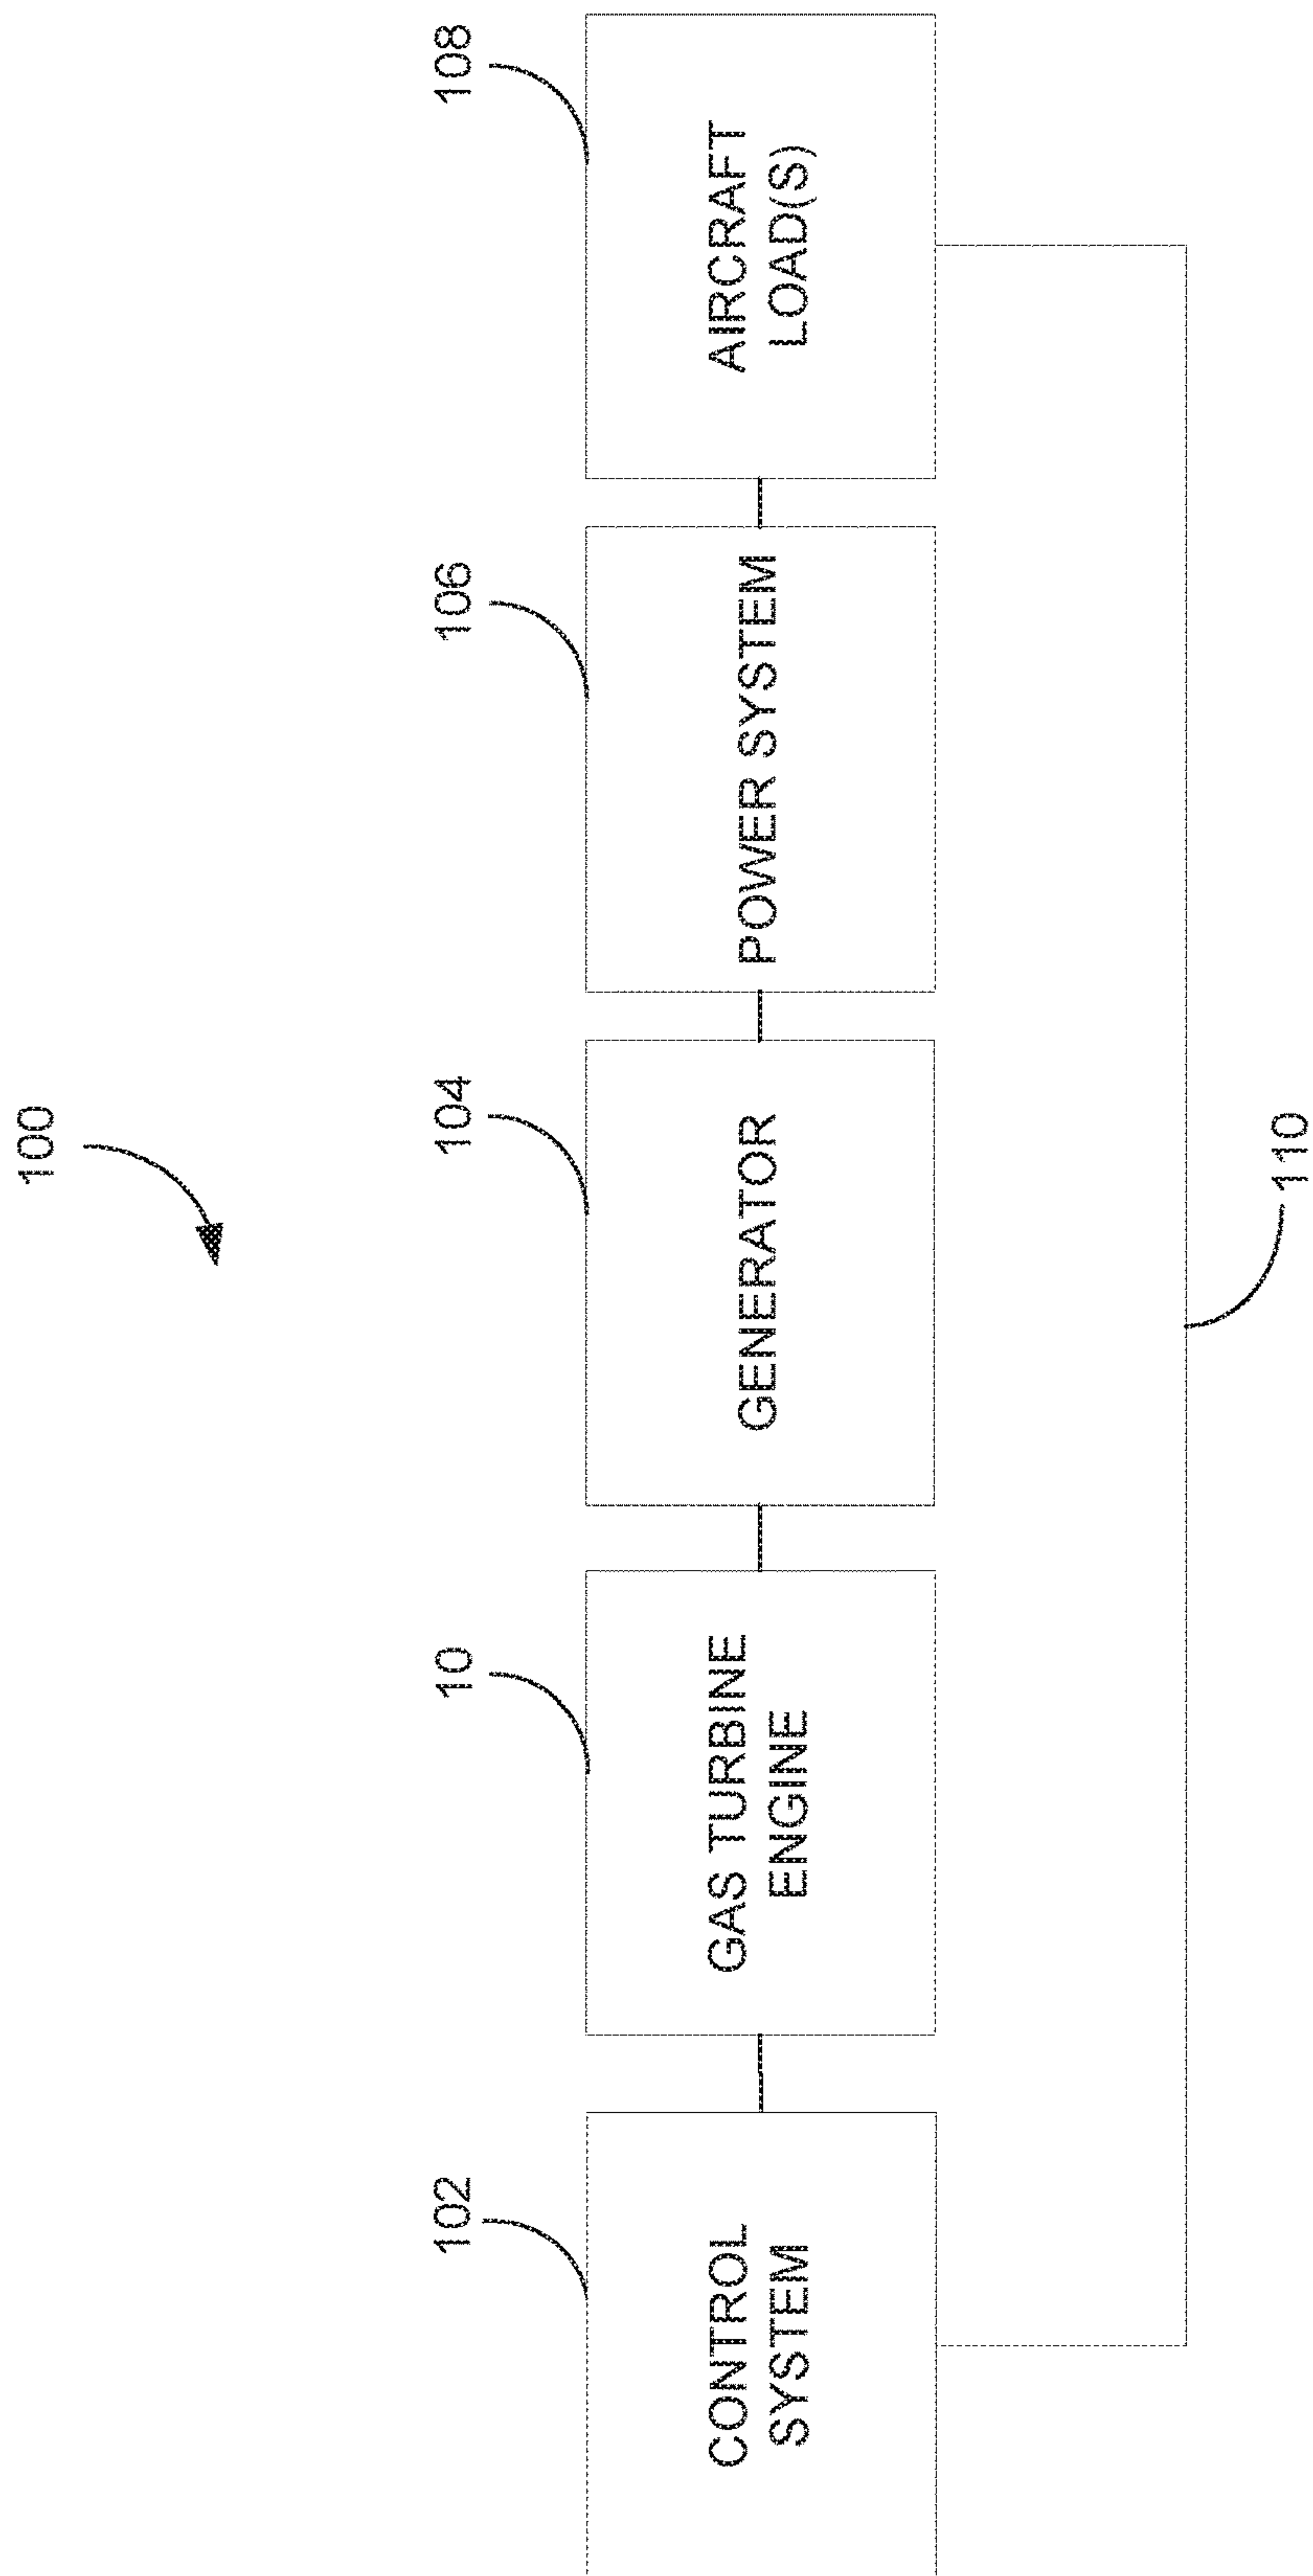 100
102
10
104
106
108
CONTROL
SYSTEM
GAS TURBINE
ENGINE
GENERATOR
POWER SYSTEM
AIRCRAFT
LOAD(S)
110